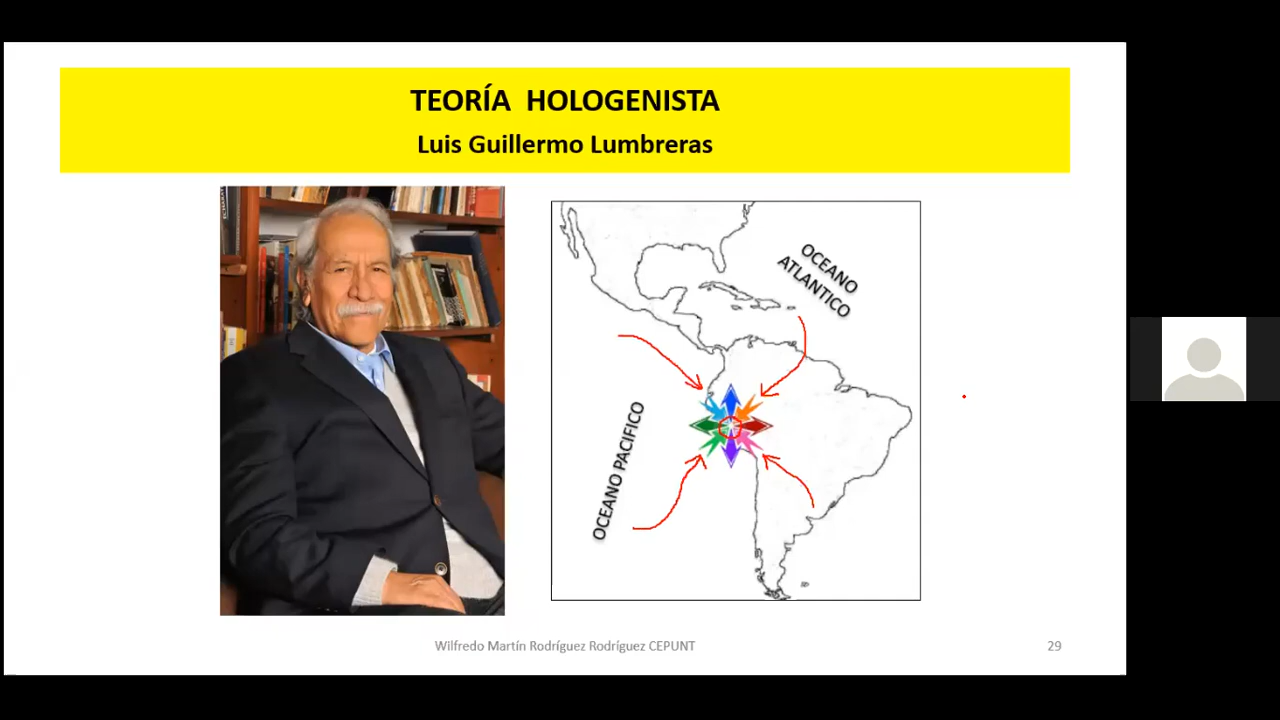 TEORÍA HOLOGENISTA
Luis Guillermo Lumbreras
OCEANO
ATLANTICO
OCEANO PACIFICO
Wilfredo Martín Rodríguez Rodríguez CEPUNT
29